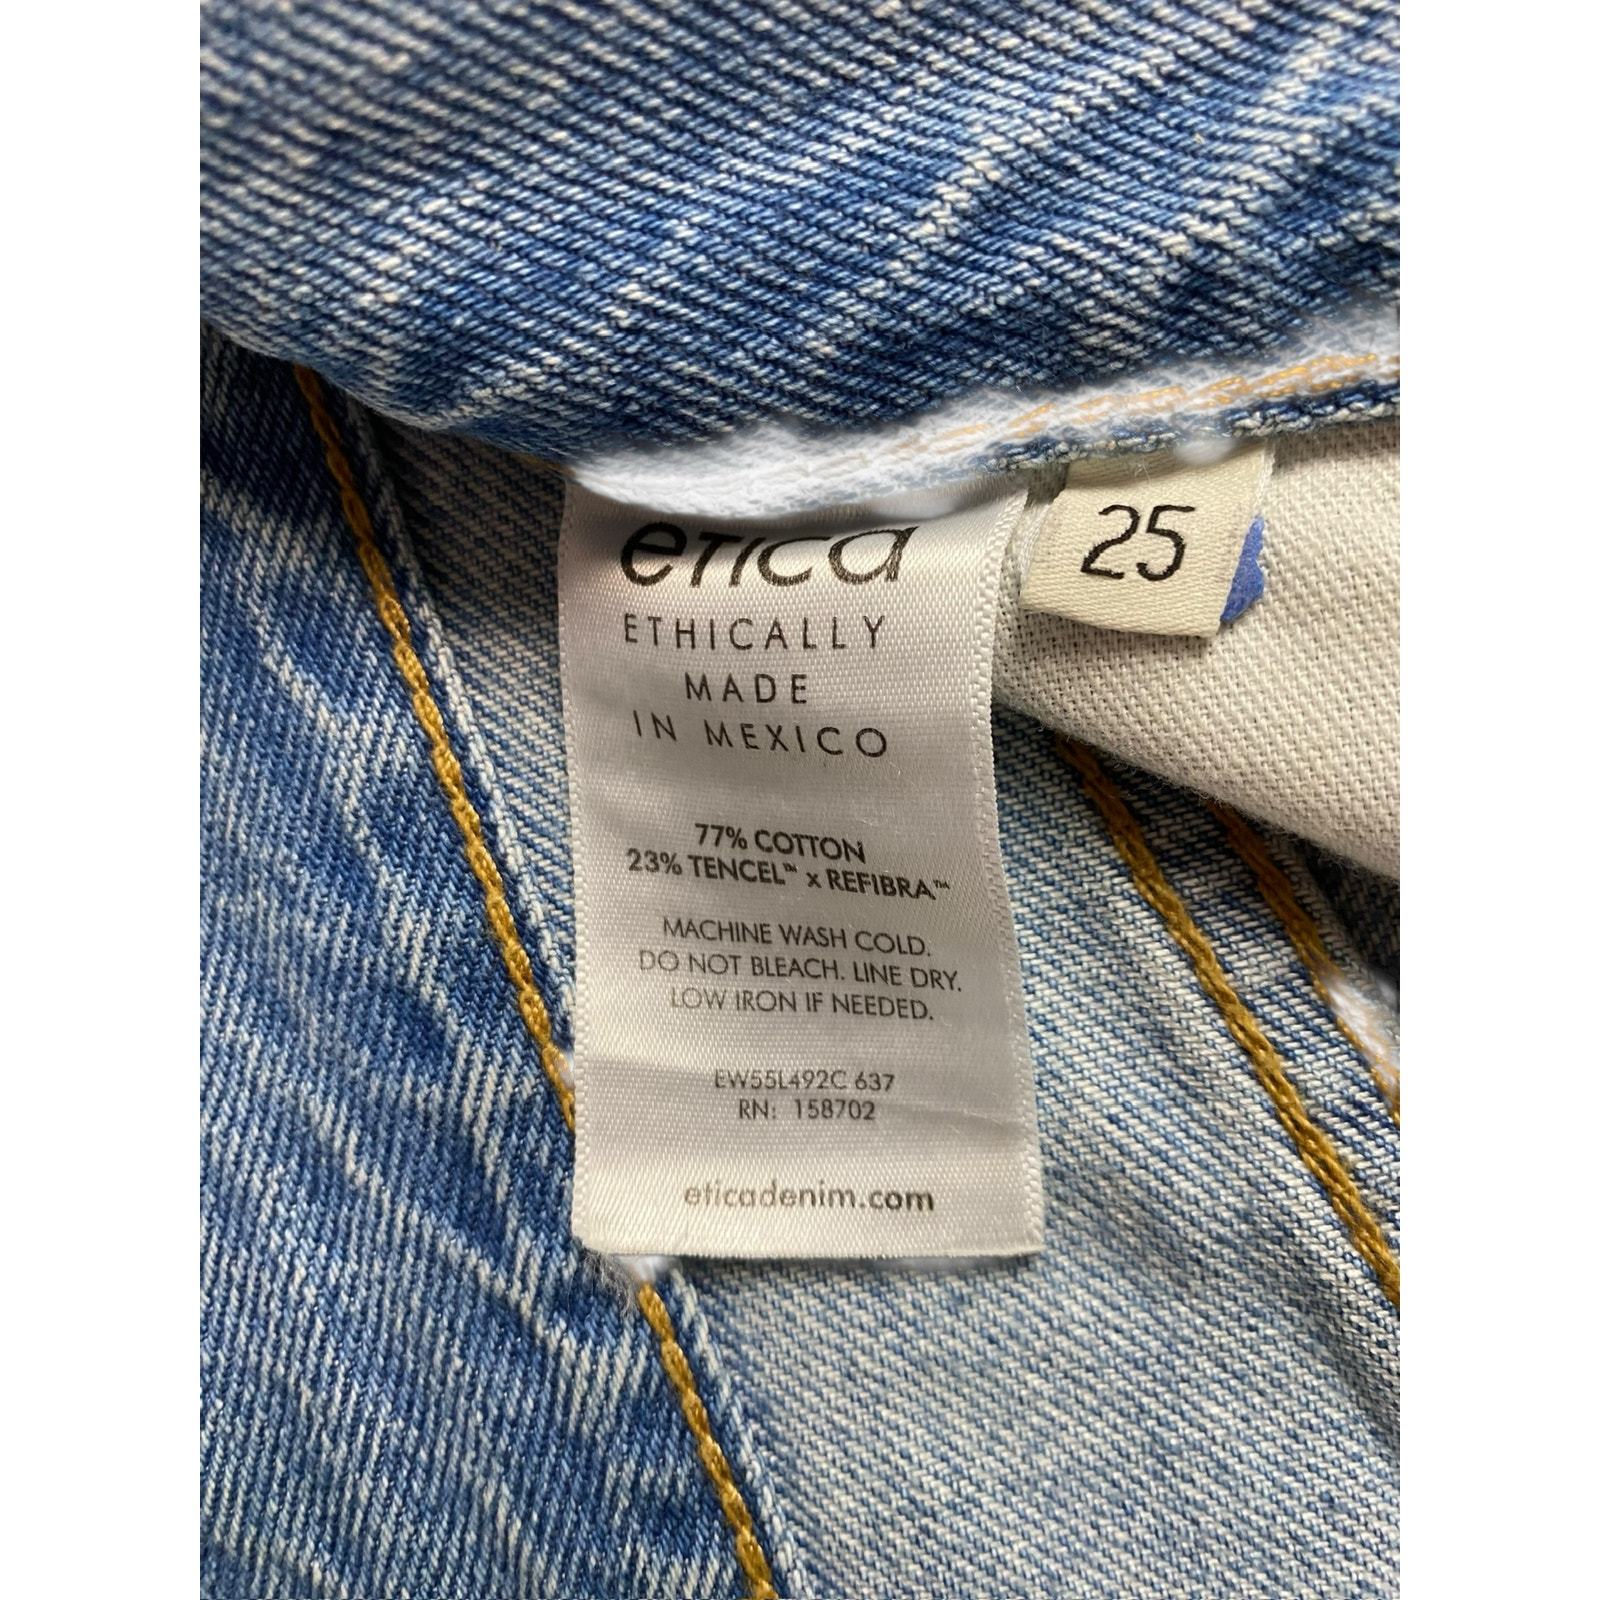 etica
25
ETHICALLY
MADE
IN MEXICO
77% COTTON
23% TENCEL™ x REFIBRA™
MACHINE WASH COLD.
DO NOT BLEACH. LINE DRY.
LOW IRON IF NEEDED.
EW55L492C 637
RN: 158702
eticadenim.com